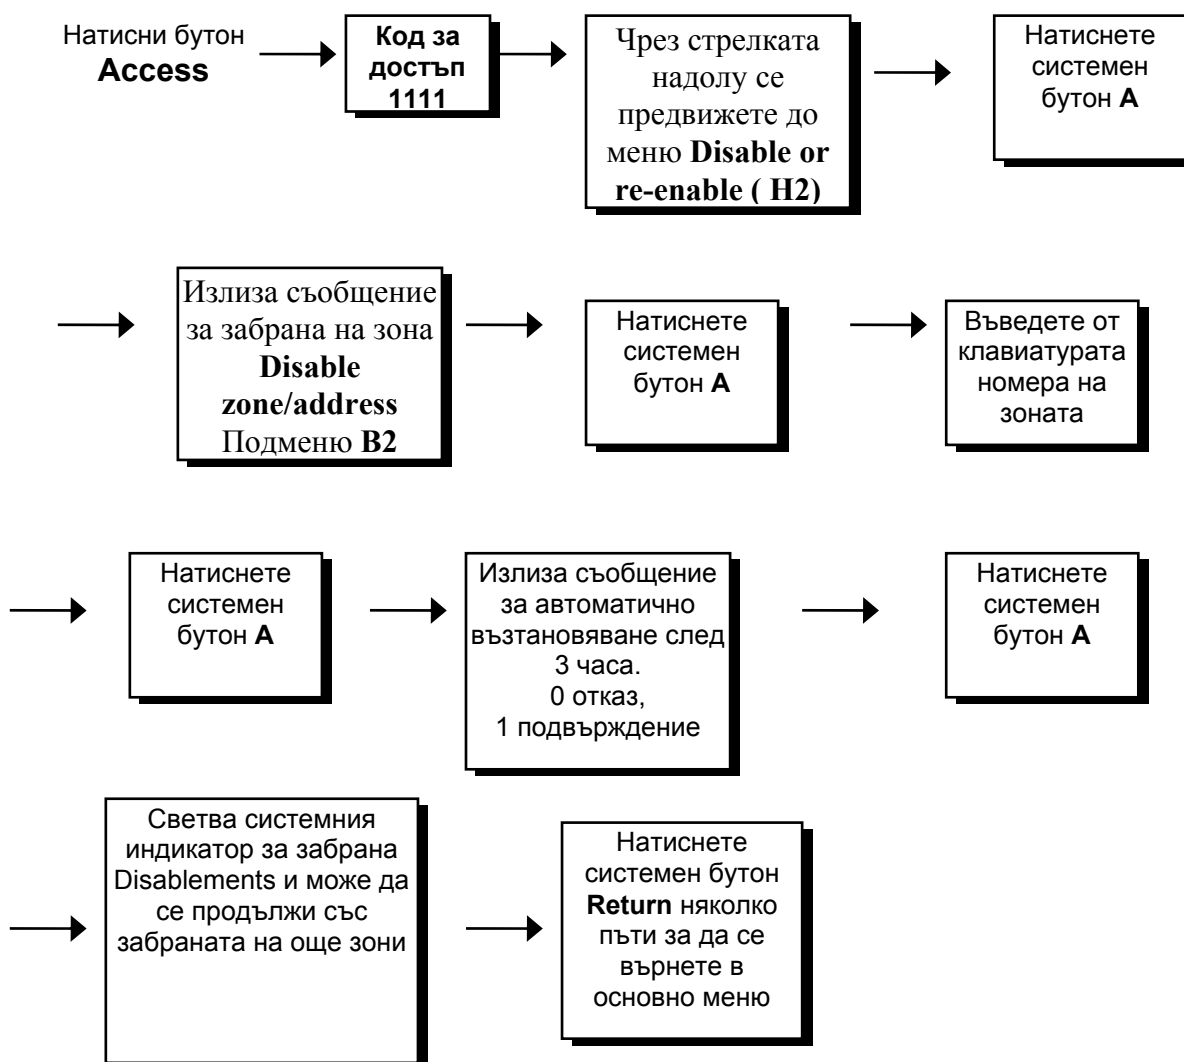 Натисни бутон
Access
Код за
достъп
1111
Чрез стрелката
надолу се
предвижете до
меню Disable or
re-enable ( H2)
Натиснете
системен
бутон A
Излиза съобщение
за забрана на зона
Disable
zone/address
Подменю B2
Натиснете
системен
бутон A
Въведете от
клавиатурата
номера на
зоната
Натиснете
системен
бутон A
Излиза съобщение
за автоматично
възтановяване след
3 часа.
0 отказ,
1 подвърждение
Натиснете
системен
бутон A
Светва системния
индикатор за забрана
Disablements и може да
се продължи със
забраната на още зони
Натиснете
системен бутон
Return няколко
пъти за да се
върнете в
основно меню